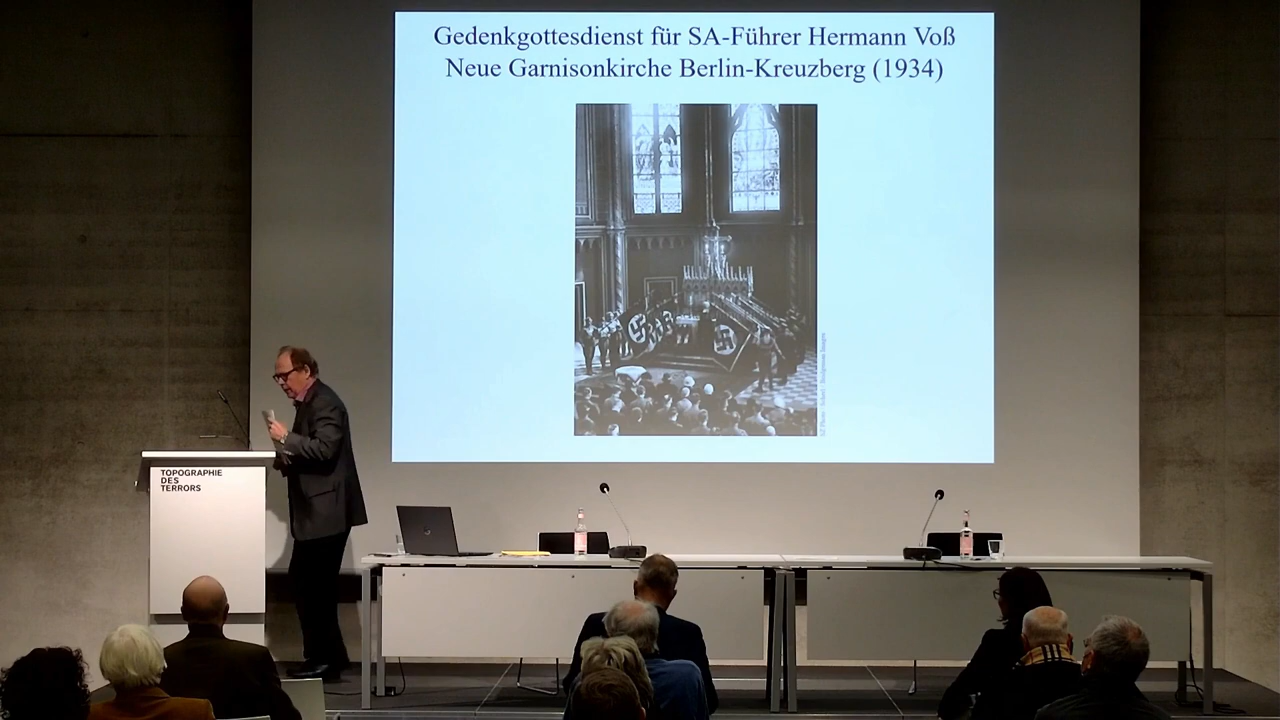 Gedenkgottesdienst für SA-Führer Hermann Voß
Neue Garnisonkirche Berlin-Kreuzberg (1934)
TOPOGRAPHIE
DES
TERRORS